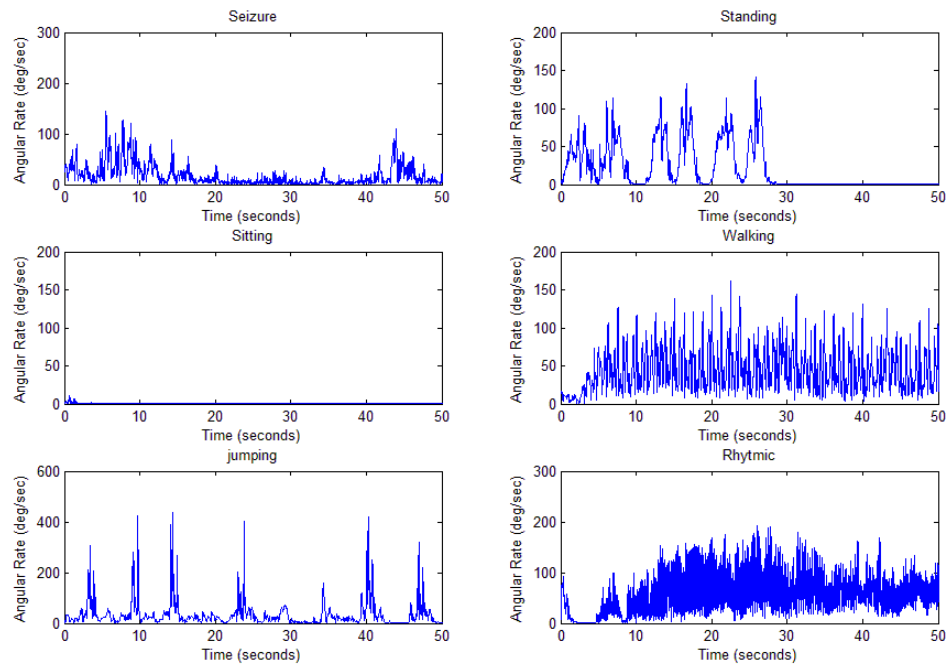 Seizure
300
200
100
0
Angular Rate (deg/sec)
0 10 20 30 40 50
Time (seconds)
Standing
200
150
100
50
0
Angular Rate (deg/sec)
0 10 20 30 40 50
Time (seconds)
Sitting
200
150
100
50
0
Angular Rate (deg/sec)
0 10 20 30 40 50
Time (seconds)
Walking
200
150
100
50
0
Angular Rate (deg/sec)
0 10 20 30 40 50
Time (seconds)
jumping
600
400
200
0
Angular Rate (deg/sec)
0 10 20 30 40 50
Time (seconds)
Rhytmic
300
200
100
0
Angular Rate (deg/sec)
0 10 20 30 40 50
Time (seconds)